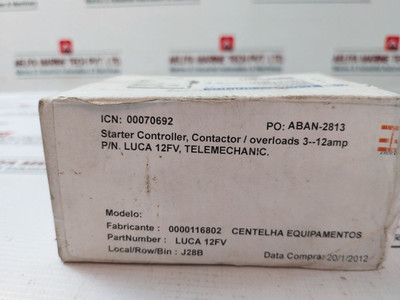 ICN: 00070692
PO: ABAN-2813
Starter Controller, Contactor / overloads 3--12amp
P/N. LUCA 12FV, TELEMECHANIC.
Modelo:
Fabricante : 0000116802 CENTELHA EQUIPAMENTOS
PartNumber : LUCA 12FV
Local/Row/Bin : J28B
Data Compra: 20/1/2012